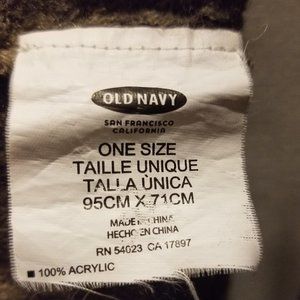 OLD NAVY
SAN FRANCISCO
CALIFORNIA
ONE SIZE
TAILLE UNIQUE
TALLA ÙNICA
95CM X 71CM
MADE IN CHINA
HECHO EN CHINA
RN 54023 CA 17897
■ 100% ACRYLIC